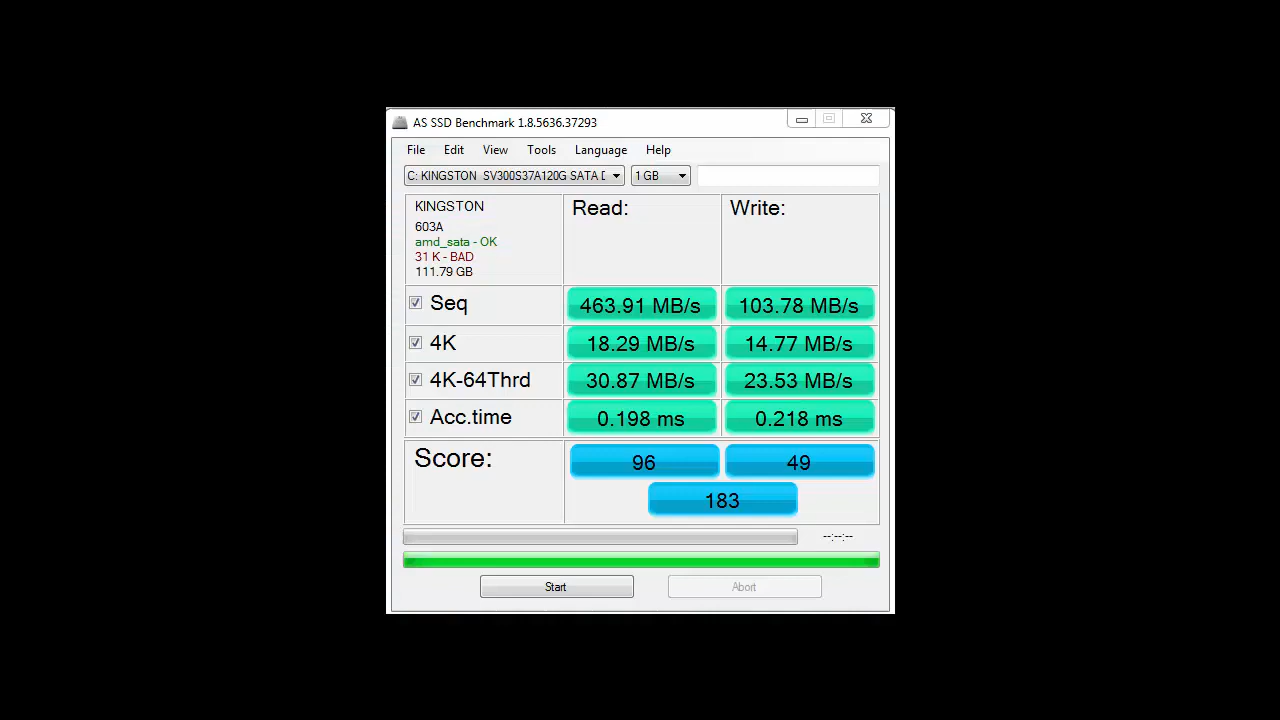 AS SSD Benchmark 1.8.5636.37293
File Edit View Tools Language Help
C: KINGSTON SV300S37A120G SATA 1 GB
KINGSTON
603A
amd_sata - OK
31 K - BAD
111.79 GB
Read: Write:
Seq 463.91 MB/s 103.78 MB/s
4K 18.29 MB/s 14.77 MB/s
4K-64Thrd 30.87 MB/s 23.53 MB/s
Acc.time 0.198 ms 0.218 ms
Score: 96 49
183
--:--:--
Start Abort